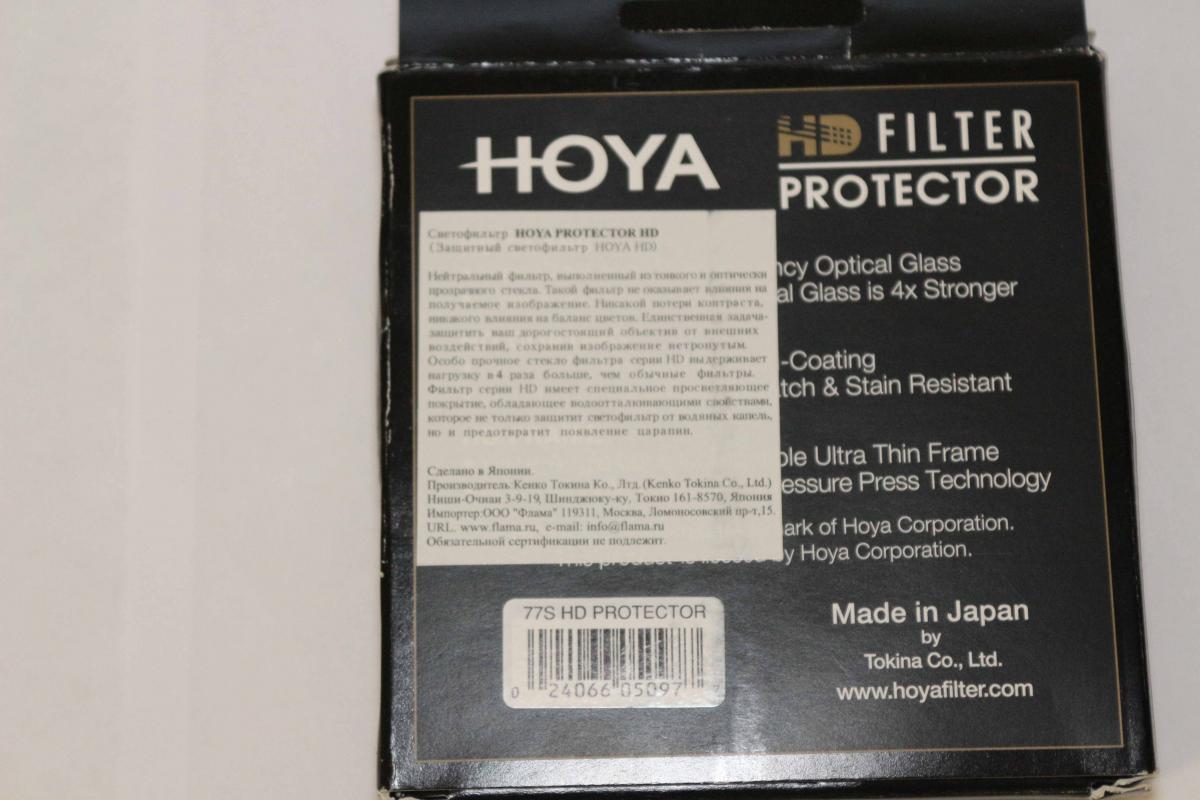 HOYA
HD FILTER
PROTECTOR
Светофильтр HOYA PROTECTOR HD
(Защитный светофильтр HOYA HD)
Нейтральный фильтр, выполненный из тонкого и оптически
прозрачного стекла. Такой фильтр не оказывает влияния на
получаемое изображение. Никакой потери контраста,
никакого влияния на баланс цветов. Единственная задача-
защитить ваш дорогостоящий объектив от внешних
воздействий, сохранив изображение нетронутым.
Особо прочное стекло фильтра серии HD выдерживает
нагрузку в 4 раза больше, чем обычные фильтры.
Фильтр серии HD имеет специальное просветляющее
покрытие, обладающее водоотталкивающими свойствами,
которое не только защитит светофильтр от водяных капель,
но и предотвратит появление царапин.
Сделано в Японии.
Производитель:Кенко Токина Ко., Лтд.(Kenko Tokina Co., Ltd.)
Ниши-Очиаи 3-9-19, Шинджюку-ку, Токио 161-8570, Япония
Импортер:ООО "Флама" 119311, Москва, Ломоносовский пр-т,15.
URL. www.flama.ru, e-mail: info@flama.ru
Обязательной сертификации не подлежит.
ncy Optical Glass
al Glass is 4x Stronger
-Coating
tch & Stain Resistant
ple Ultra Thin Frame
essure Press Technology
ark of Hoya Corporation.
by Hoya Corporation.
77S HD PROTECTOR
0 24066 05097 7
Made in Japan
by
Tokina Co., Ltd.
www.hoyafilter.com